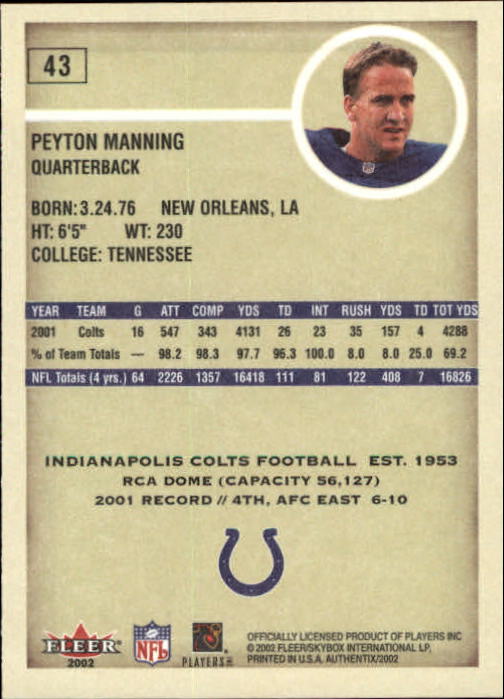 43
PEYTON MANNING
QUARTERBACK
BORN: 3.24.76 NEW ORLEANS, LA
HT: 6'5" WT: 230
COLLEGE: TENNESSEE
YEAR TEAM G ATT COMP YDS TD INT RUSH YDS TD TOT YDS
2001 Colts 16 547 343 4131 26 23 35 157 4 4288
% of Team Totals — 98.2 98.3 97.7 96.3 100.0 8.0 8.0 25.0 69.2
NFL Totals (4 yrs.) 64 2226 1357 16418 111 81 122 408 7 16826
INDIANAPOLIS COLTS FOOTBALL EST. 1953
RCA DOME (CAPACITY 56,127)
2001 RECORD // 4TH, AFC EAST 6-10
FLEER
2002
NFL
PLAYERS INC
OFFICIALLY LICENSED PRODUCT OF PLAYERS INC
© 2002 FLEER/SKYBOX INTERNATIONAL LP,
PRINTED IN U.S.A. AUTHENTIX/2002